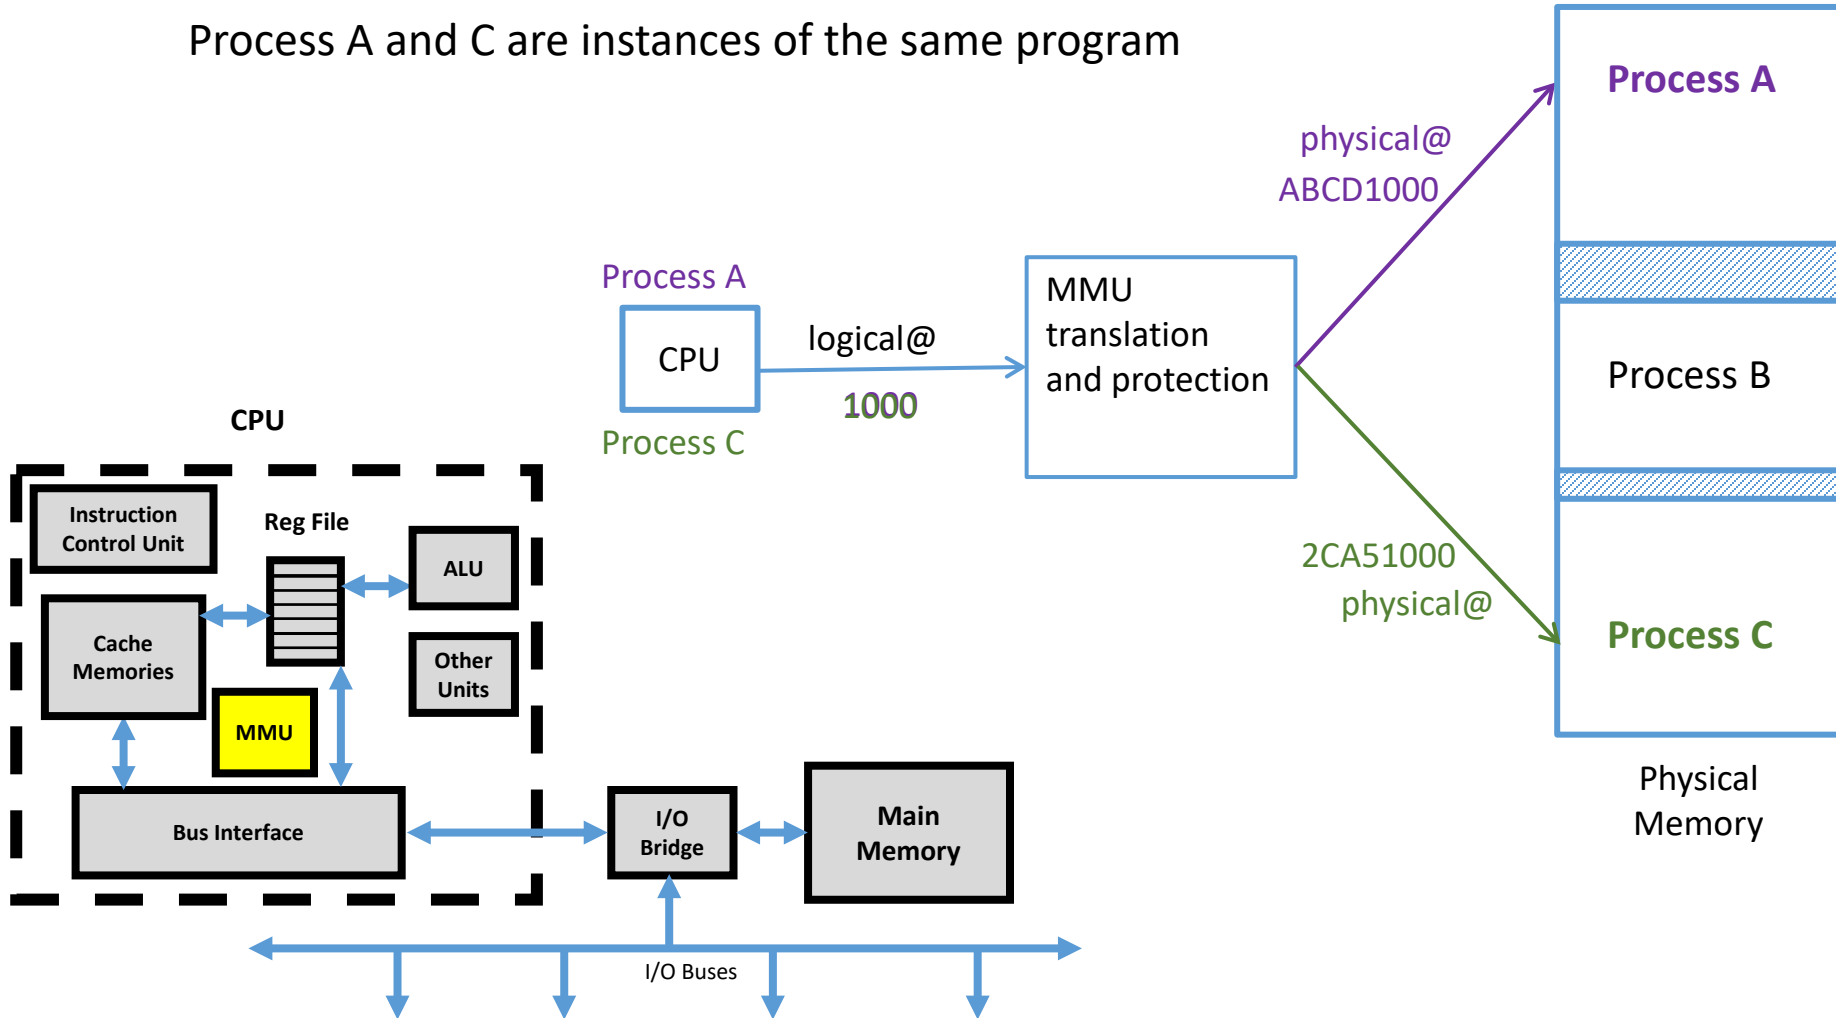 Process A and C are instances of the same program
Process A
physical@
ABCD1000
Process A
CPU
Process C
logical@
1000
MMU
translation
and protection
Process B
2CA51000
physical@
Process C
Physical
Memory
CPU
Instruction
Control Unit
Reg File
ALU
Cache
Memories
Other
Units
MMU
Bus Interface
I/O
Bridge
Main
Memory
I/O Buses